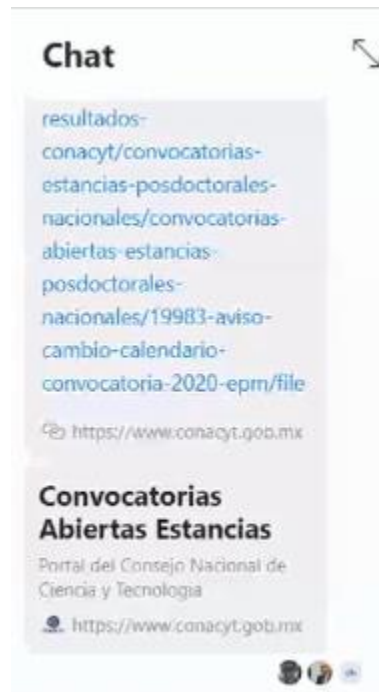 Chat
resultados-
conacyt/convocatorias-
estancias-posdoctorales-
nacionales/convocatorias-
abiertas-estancias-
posdoctorales-
nacionales/19983-aviso-
cambio-calendario-
convocatoria-2020-epm/file
https://www.conacyt.gob.mx
Convocatorias
Abiertas Estancias
Portal del Consejo Nacional de
Ciencia y Tecnología
https://www.conacyt.gob.mx